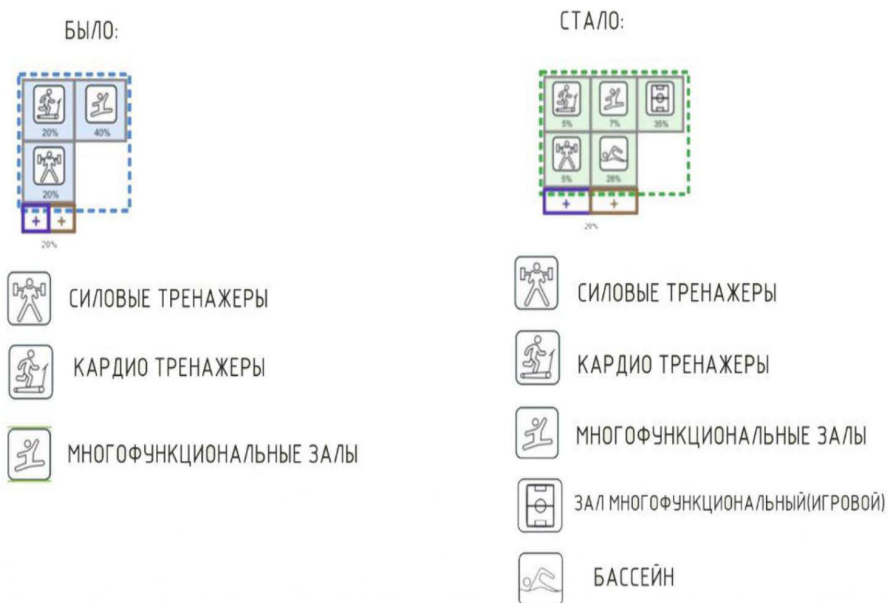 БЫЛО:
20% 40%
20%
+ +
20%
СИЛОВЫЕ ТРЕНАЖЕРЫ
КАРДИО ТРЕНАЖЕРЫ
МНОГОФУНКЦИОНАЛЬНЫЕ ЗАЛЫ
СТАЛО:
5% 7% 35%
5% 28%
+ +
20%
СИЛОВЫЕ ТРЕНАЖЕРЫ
КАРДИО ТРЕНАЖЕРЫ
МНОГОФУНКЦИОНАЛЬНЫЕ ЗАЛЫ
ЗАЛ МНОГОФУНКЦИОНАЛЬНЫЙ(ИГРОВОЙ)
БАССЕЙН